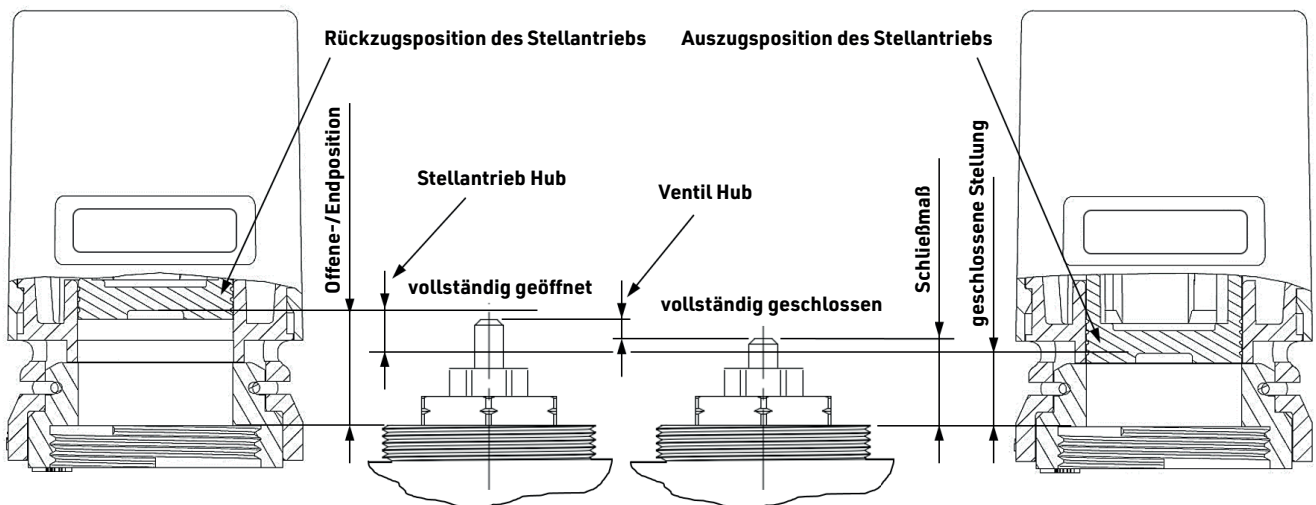 Rückzugsposition des Stellantriebs
Auszugsposition des Stellantriebs
Offene-/Endposition
Stellantrieb Hub
Ventil Hub
Schließmaß
geschlossene Stellung
vollständig geöffnet
vollständig geschlossen